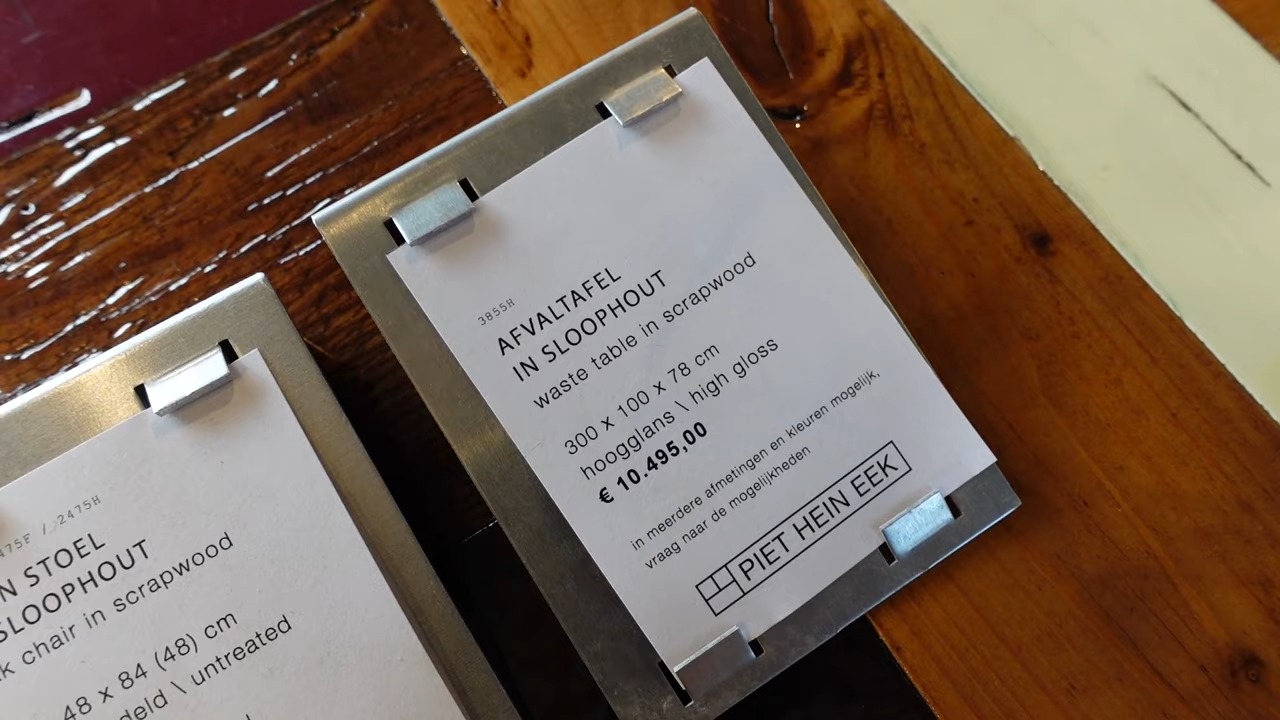 3855H
AFVALTAFEL
IN SLOOPHOUT
waste table in scrapwood
300 x 100 x 78 cm
hoogglans \ high gloss
€ 10.495,00
in meerdere afmetingen en kleuren mogelijk,
vraag naar de mogelijkheden
PIET HEIN EEK
/ 2475H
STOEL
SLOOPHOUT
chair in scrapwood
48 x 84 (48) cm
\ untreated